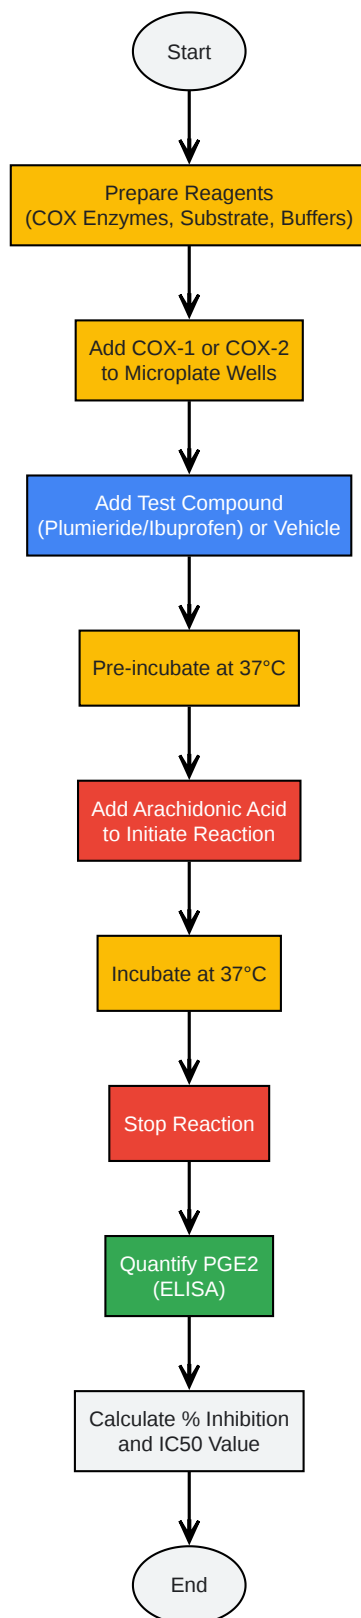 Start
Prepare Reagents
(COX Enzymes, Substrate, Buffers)
Add COX-1 or COX-2
to Microplate Wells
Add Test Compound
(Plumieride/Ibuprofen) or Vehicle
Pre-incubate at 37°C
Add Arachidonic Acid
to Initiate Reaction
Incubate at 37°C
Stop Reaction
Quantify PGE2
(ELISA)
Calculate % Inhibition
and IC50 Value
End